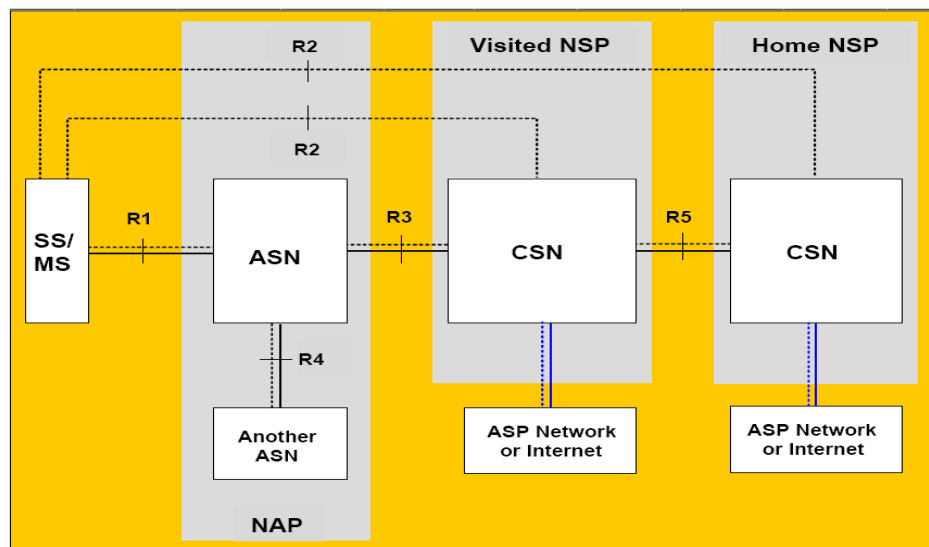 R2
Visited NSP
Home NSP
R2
SS/
MS
R1
ASN
R3
CSN
R5
CSN
R4
Another
ASN
ASP Network
or Internet
ASP Network
or Internet
NAP